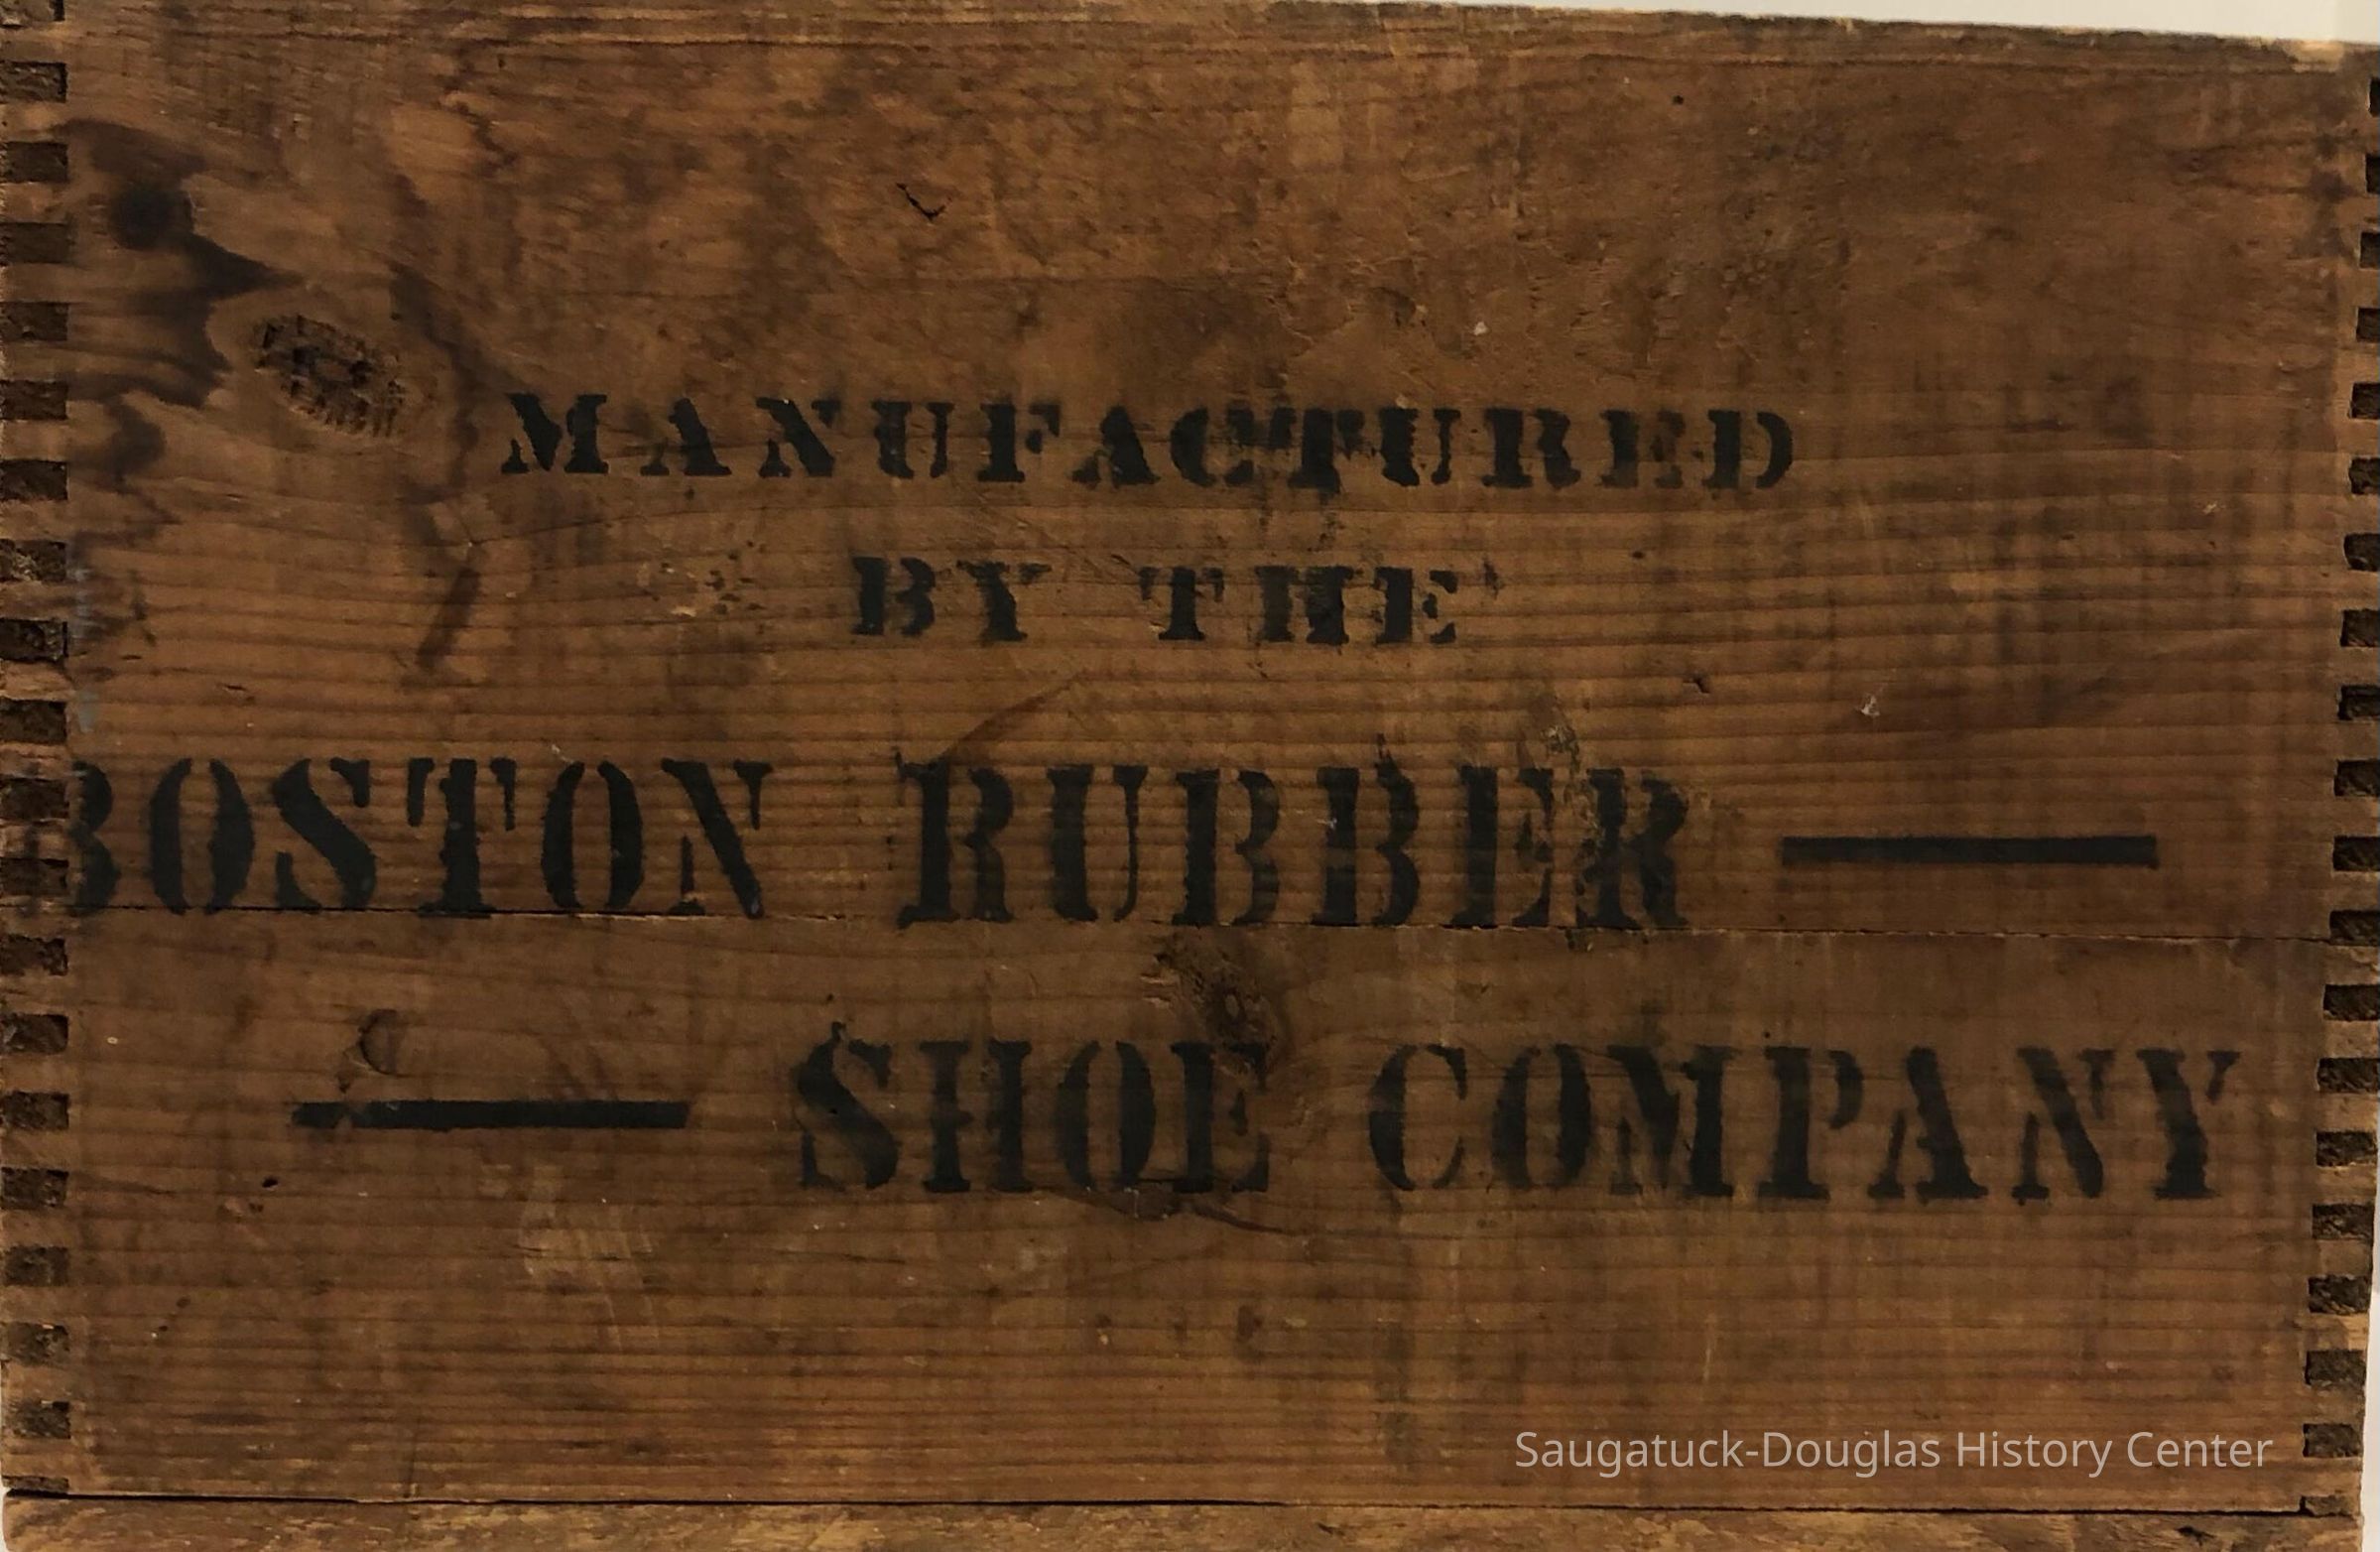 MANUFACTURED
BY THE
BOSTON RUBBER —
— SHOE COMPANY
Saugatuck-Douglas History Center